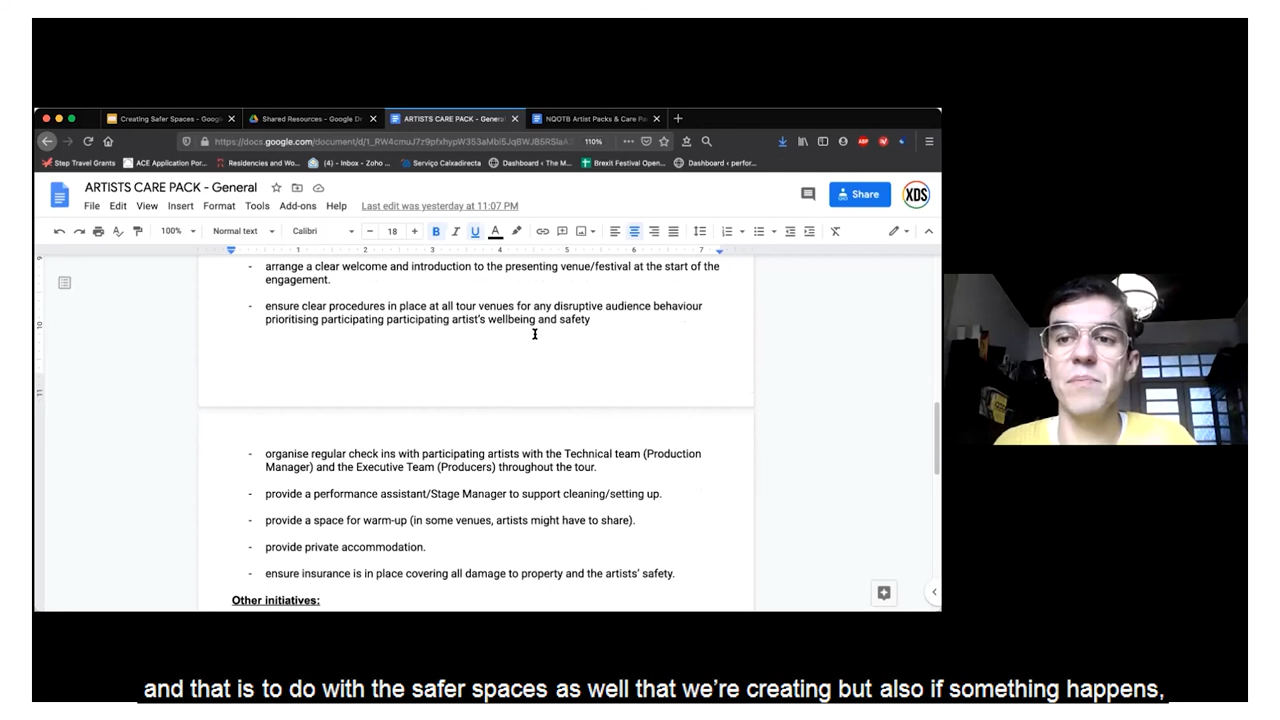 Creating Safer Spaces - Googl
Shared Resources - Google Dr
ARTISTS CARE PACK - General
NQOTB Artist Packs & Care Pa
110%
Step Travel Grants
ACE Application Por...
Residencies and Wo...
(4) - Inbox - Zoho ...
Serviço Caixadirecta
Dashboard ‹ The M...
Brexit Festival Open...
Dashboard ‹ perfor...
ARTISTS CARE PACK - General
XDS
Share
File Edit View Insert Format Tools Add-ons Help Last edit was yesterday at 11:07 PM
100% Normal text Calibri - 18 + B I U A
1 2 3 4 5 6 7
- arrange a clear welcome and introduction to the presenting venue/festival at the start of the
engagement.
- ensure clear procedures in place at all tour venues for any disruptive audience behaviour
prioritising participating participating artist's wellbeing and safety
- organise regular check ins with participating artists with the Technical team (Production
Manager) and the Executive Team (Producers) throughout the tour.
- provide a performance assistant/Stage Manager to support cleaning/setting up.
- provide a space for warm-up (in some venues, artists might have to share).
- provide private accommodation.
- ensure insurance is in place covering all damage to property and the artists' safety.
Other initiatives:
and that is to do with the safer spaces as well that we're creating but also if something happens,